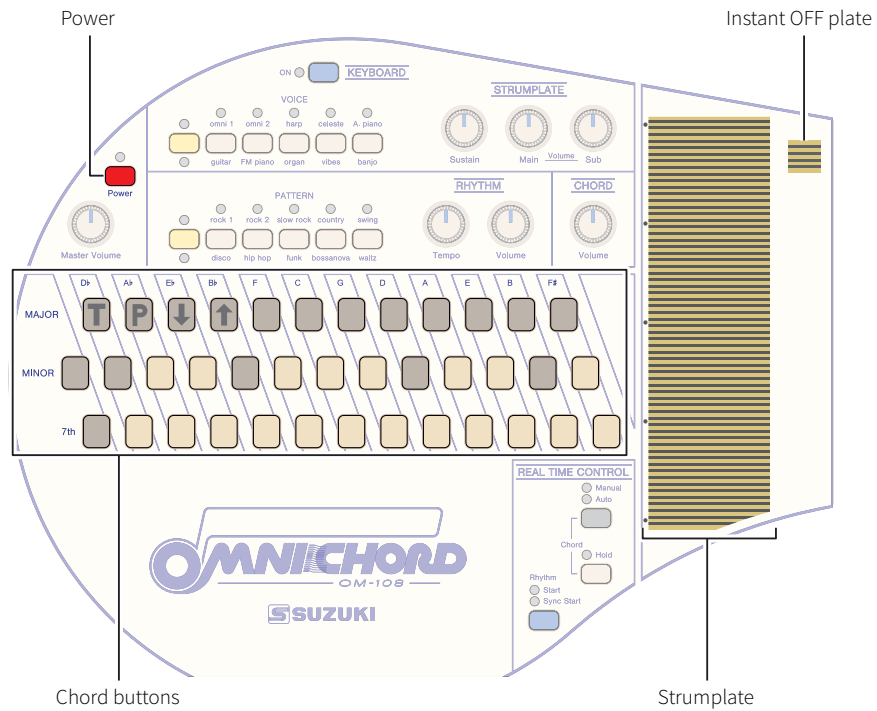 Power
Instant OFF plate
ON KEYBOARD
VOICE
omni 1 omni 2 harp celeste A. piano
guitar FM piano organ vibes banjo
STRUMPLATE
Sustain Main Volume Sub
Power
Master Volume
PATTERN
rock 1 rock 2 slow rock country swing
disco hip hop funk bossanova waltz
RHYTHM
Tempo Volume
CHORD
Volume
D♭ A♭ E♭ B♭ F C G D A E B F#
MAJOR T P ↓ ↑
MINOR
7th
REAL TIME CONTROL
Manual
Auto
Chord
Hold
Rhythm
Start
Sync Start
OMNICHORD
OM-108
SUZUKI
Chord buttons
Strumplate